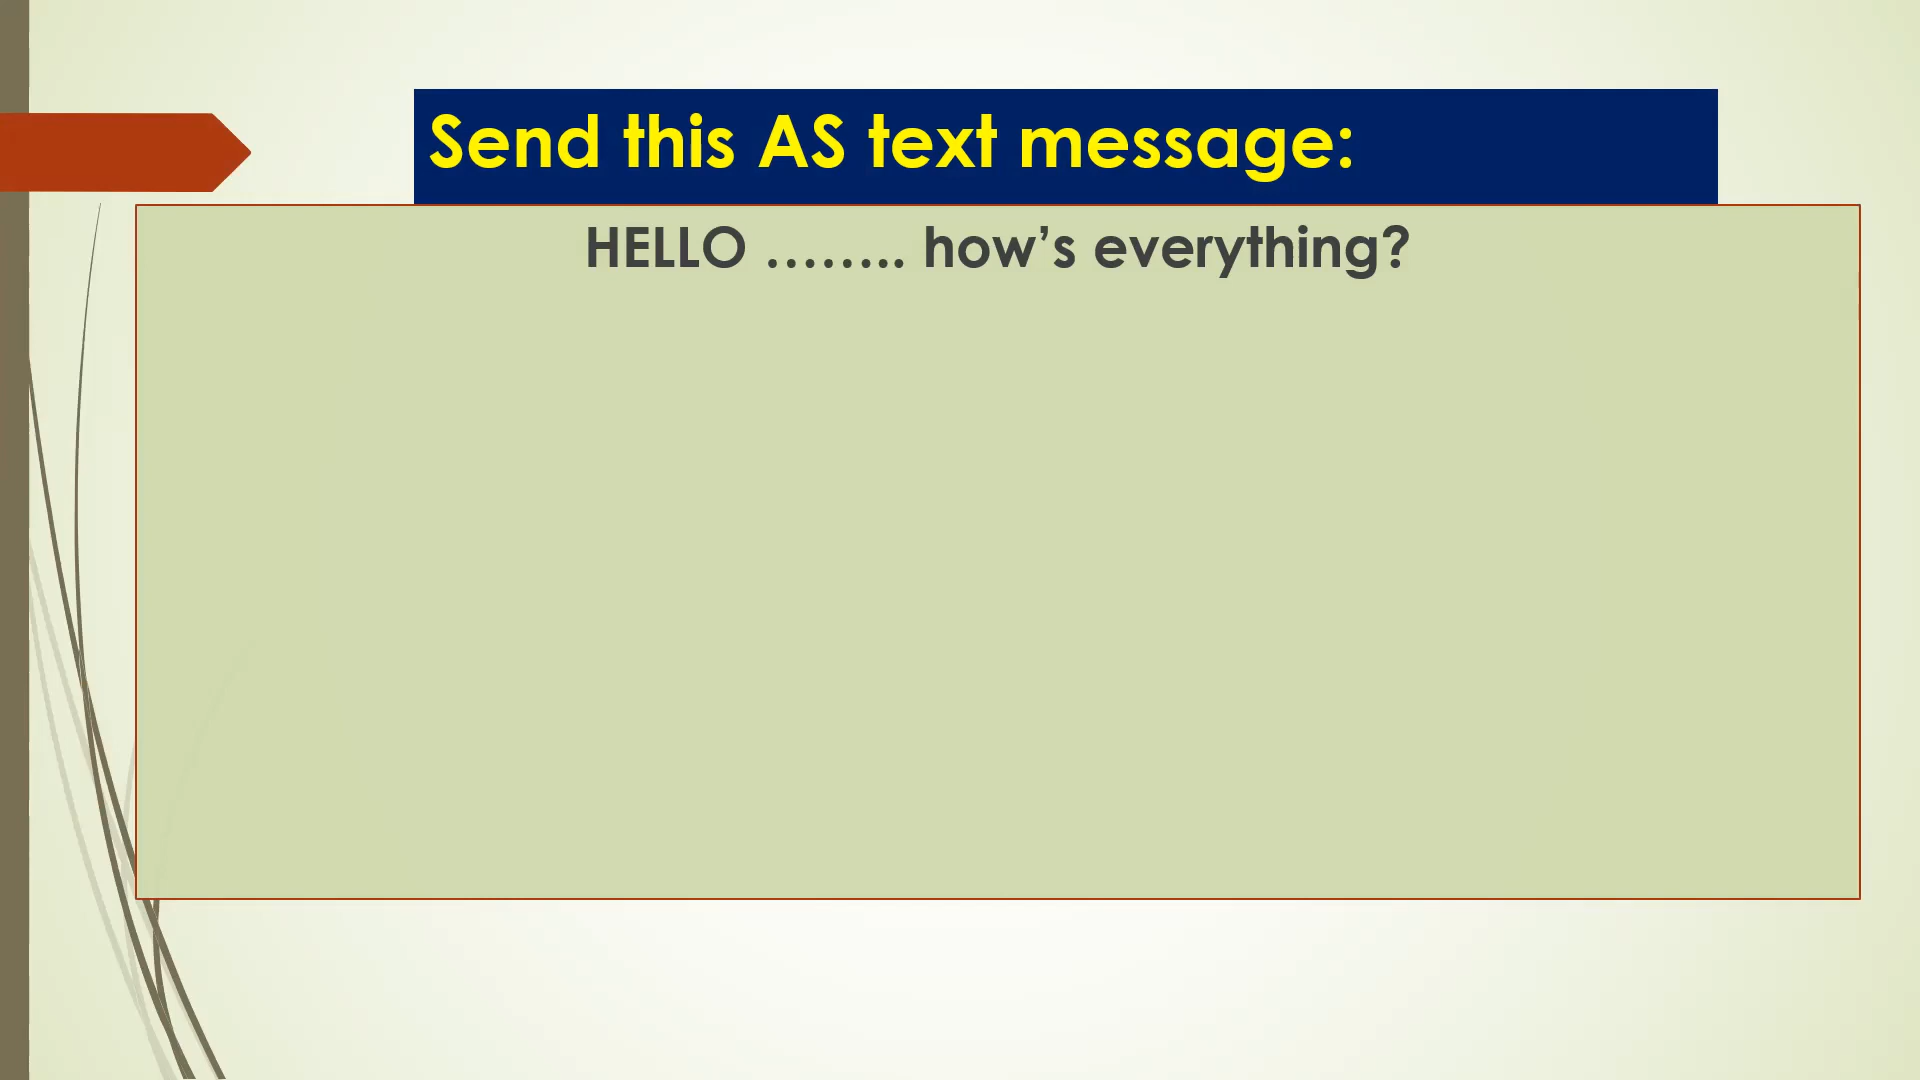 Send this AS text message:
HELLO …….. how’s everything?